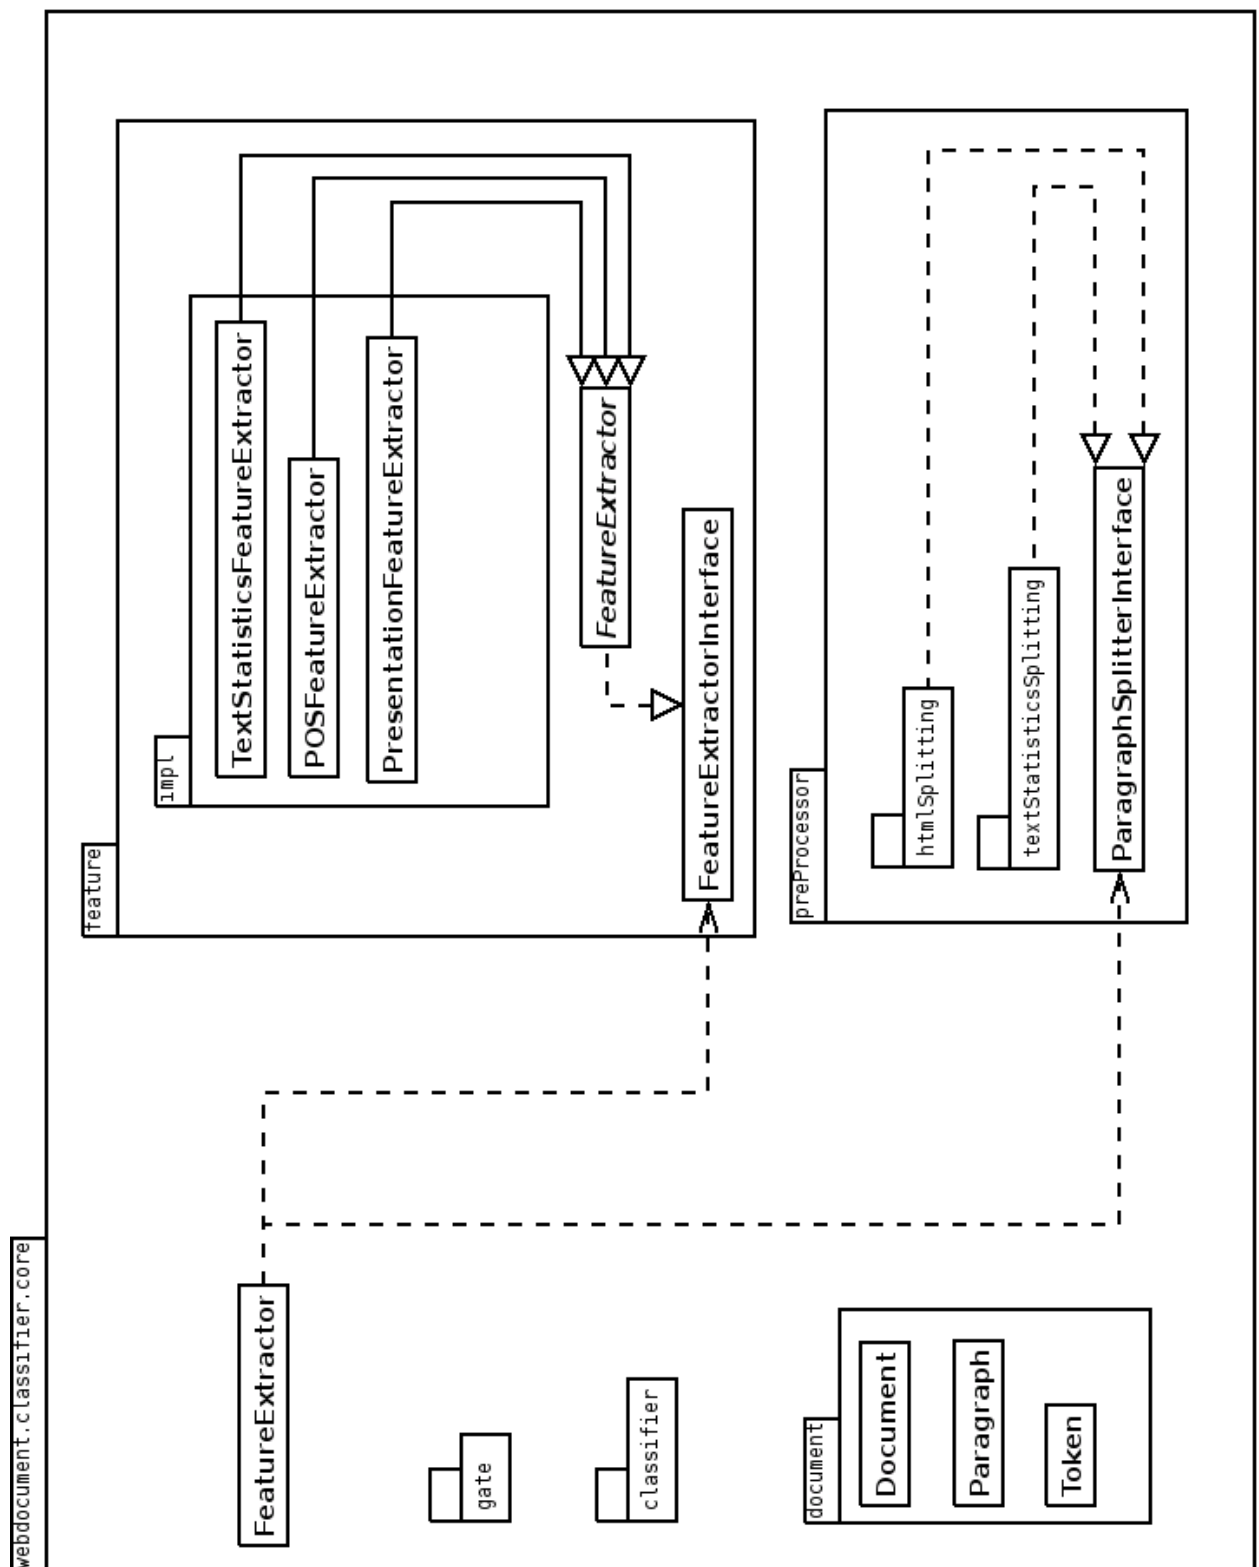 webdocument.classifier.core
FeatureExtractor
gate
classifier
document
Document
Paragraph
Token
feature
impl
TextStatisticsFeatureExtractor
POSFeatureExtractor
PresentationFeatureExtractor
FeatureExtractor
FeatureExtractorInterface
preProcessor
htmlSplitting
textStatisticsSplitting
ParagraphSplitterInterface